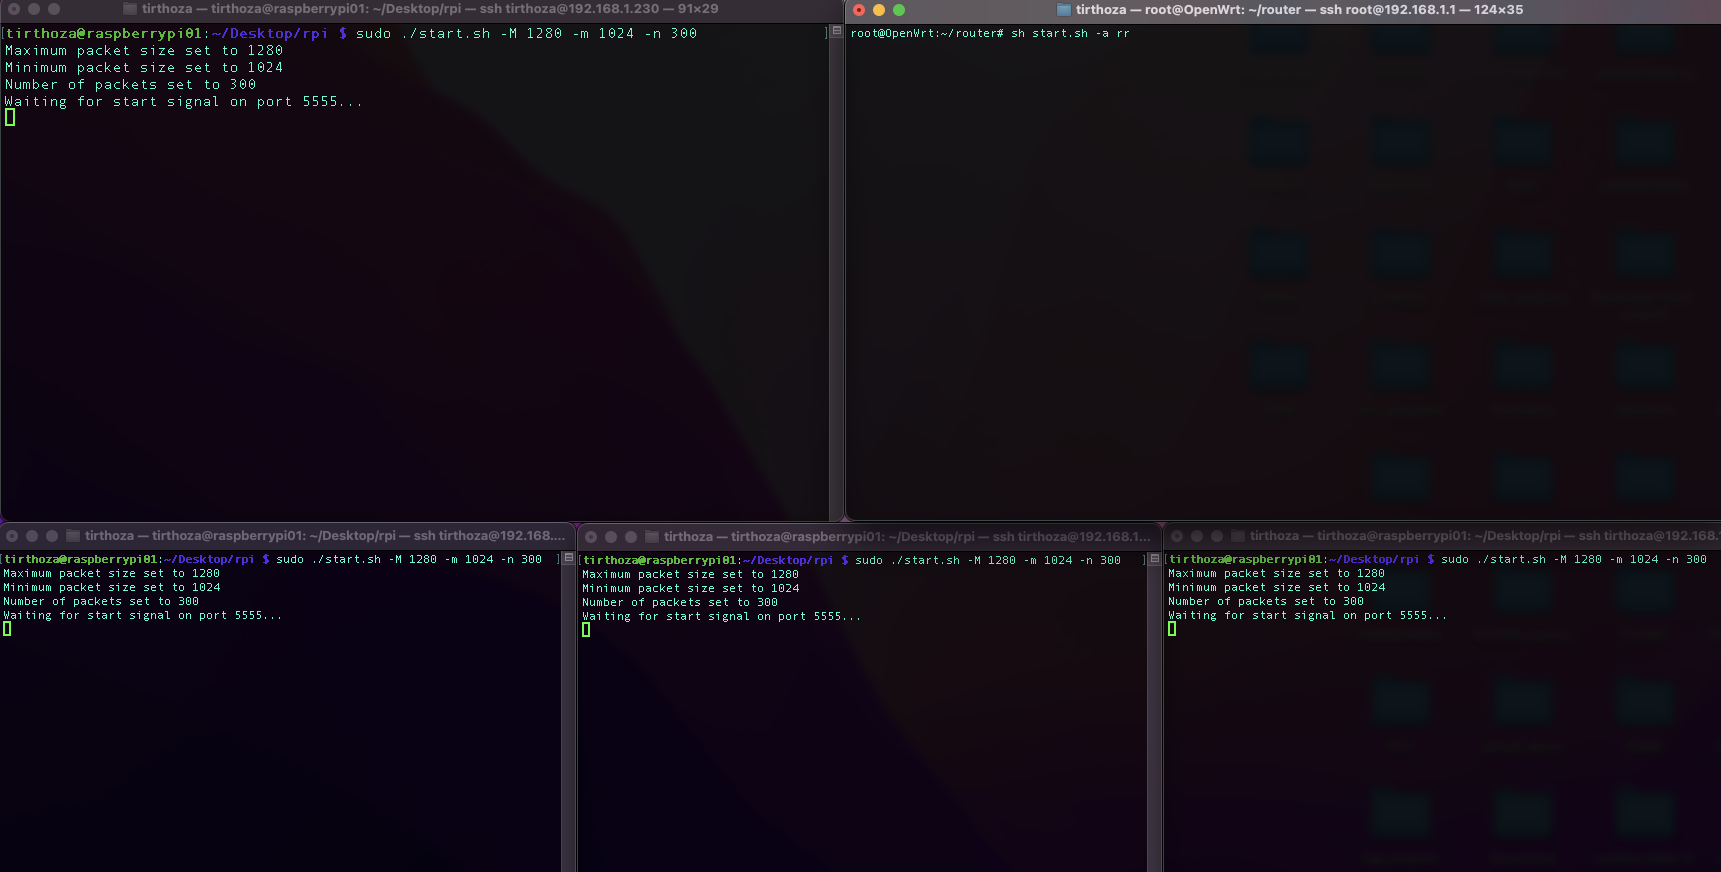 tirthoza — tirthoza@raspberrypi01: ~/Desktop/rpi — ssh tirthoza@192.168.1.230 — 91×29
[tirthoza@raspberrypi01:~/Desktop/rpi $ sudo ./start.sh -M 1280 -m 1024 -n 300 ]
Maximum packet size set to 1280
Minimum packet size set to 1024
Number of packets set to 300
Waiting for start signal on port 5555...
tirthoza — root@OpenWrt: ~/router — ssh root@192.168.1.1 — 124×35
root@OpenWrt:~/router# sh start.sh -a rr
tirthoza — tirthoza@raspberrypi01: ~/Desktop/rpi — ssh tirthoza@192.168....
[tirthoza@raspberrypi01:~/Desktop/rpi $ sudo ./start.sh -M 1280 -m 1024 -n 300 ]
Maximum packet size set to 1280
Minimum packet size set to 1024
Number of packets set to 300
Waiting for start signal on port 5555...
tirthoza — tirthoza@raspberrypi01: ~/Desktop/rpi — ssh tirthoza@192.168.1...
[tirthoza@raspberrypi01:~/Desktop/rpi $ sudo ./start.sh -M 1280 -m 1024 -n 300 ]
Maximum packet size set to 1280
Minimum packet size set to 1024
Number of packets set to 300
Waiting for start signal on port 5555...
tirthoza — tirthoza@raspberrypi01: ~/Desktop/rpi — ssh tirthoza@192.168.
[tirthoza@raspberrypi01:~/Desktop/rpi $ sudo ./start.sh -M 1280 -m 1024 -n 300
Maximum packet size set to 1280
Minimum packet size set to 1024
Number of packets set to 300
Waiting for start signal on port 5555...